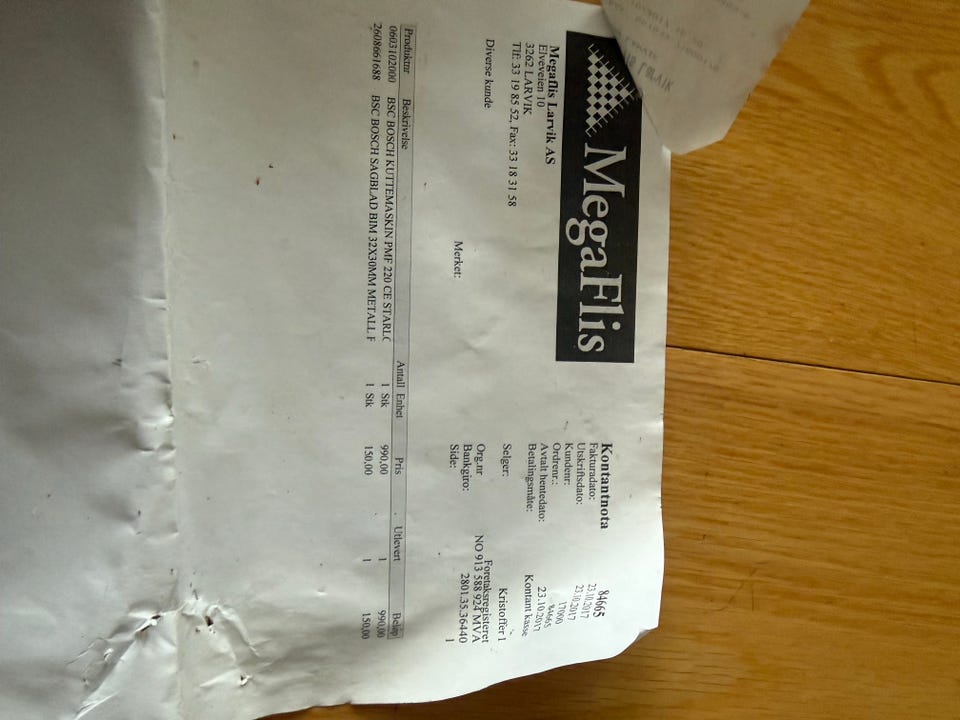 MegaFlis
Megaflis Larvik AS
Elveveien 10
3262 LARVIK
Tlf: 33 19 85 52, Fax: 33 18 31 58
Diverse kunde
Merket:
Kontantnota 84665
Fakturadato: 23.10.2017
Utskriftsdato: 23.10.2017
Kundenr: 17000
Ordrenr.: 84665
Avtalt hentedato: 23.10.2017
Betalingsmåte: Kontant kasse
Selger: Kristoffer 1
Foretaksregisteret
Org.nr NO 913 588 924 MVA
Bankgiro: 2801.35.36440
Side: 1
Produktnr Beskrivelse Antall Enhet Pris Utlevert Beløp
0603102000 BSC BOSCH KUTTEMASKIN PMF 220 CE STARLC 1 Stk 990,00 1 990,00
2608661688 BSC BOSCH SAGBLAD BIM 32X30MM METALL F 1 Stk 150,00 1 150,00